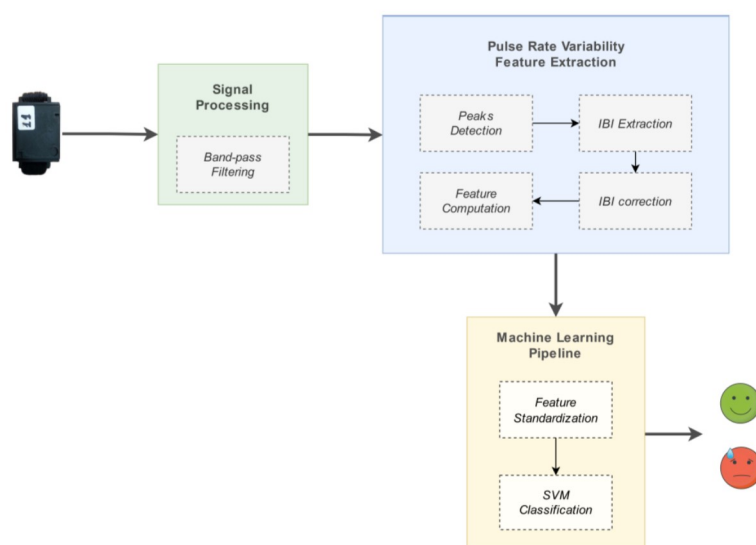 Signal
Processing
Band-pass
Filtering
Pulse Rate Variability
Feature Extraction
Peaks
Detection
IBI Extraction
Feature
Computation
IBI correction
Machine Learning
Pipeline
Feature
Standardization
SVM
Classification